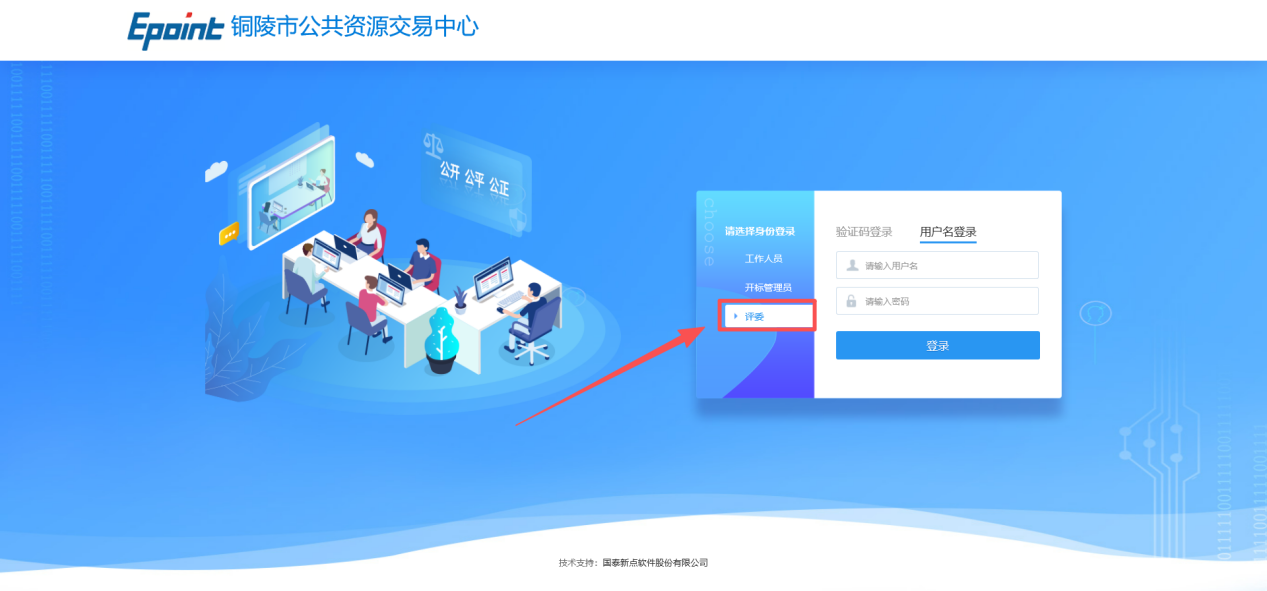 Epoint 铜陵市公共资源交易中心
公开 公平 公正
choose
请选择身份登录
工作人员
开标管理员
评委
验证码登录 用户名登录
请输入用户名
请输入密码
登录
技术支持：国泰新点软件股份有限公司